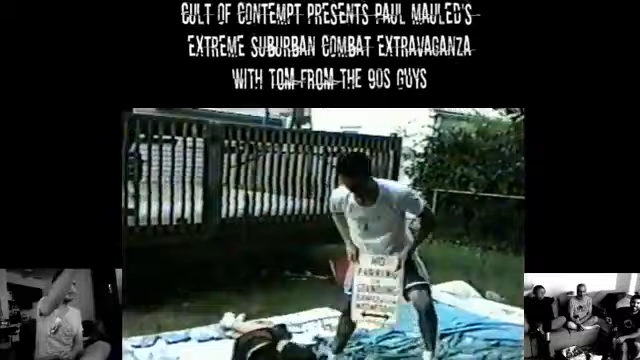 CULT OF CONTEMPT PRESENTS PAUL MAULED'S
EXTREME SUBURBAN COMBAT EXTRAVAGANZA
WITH TOM FROM THE 90S GUYS
NO
PARKING